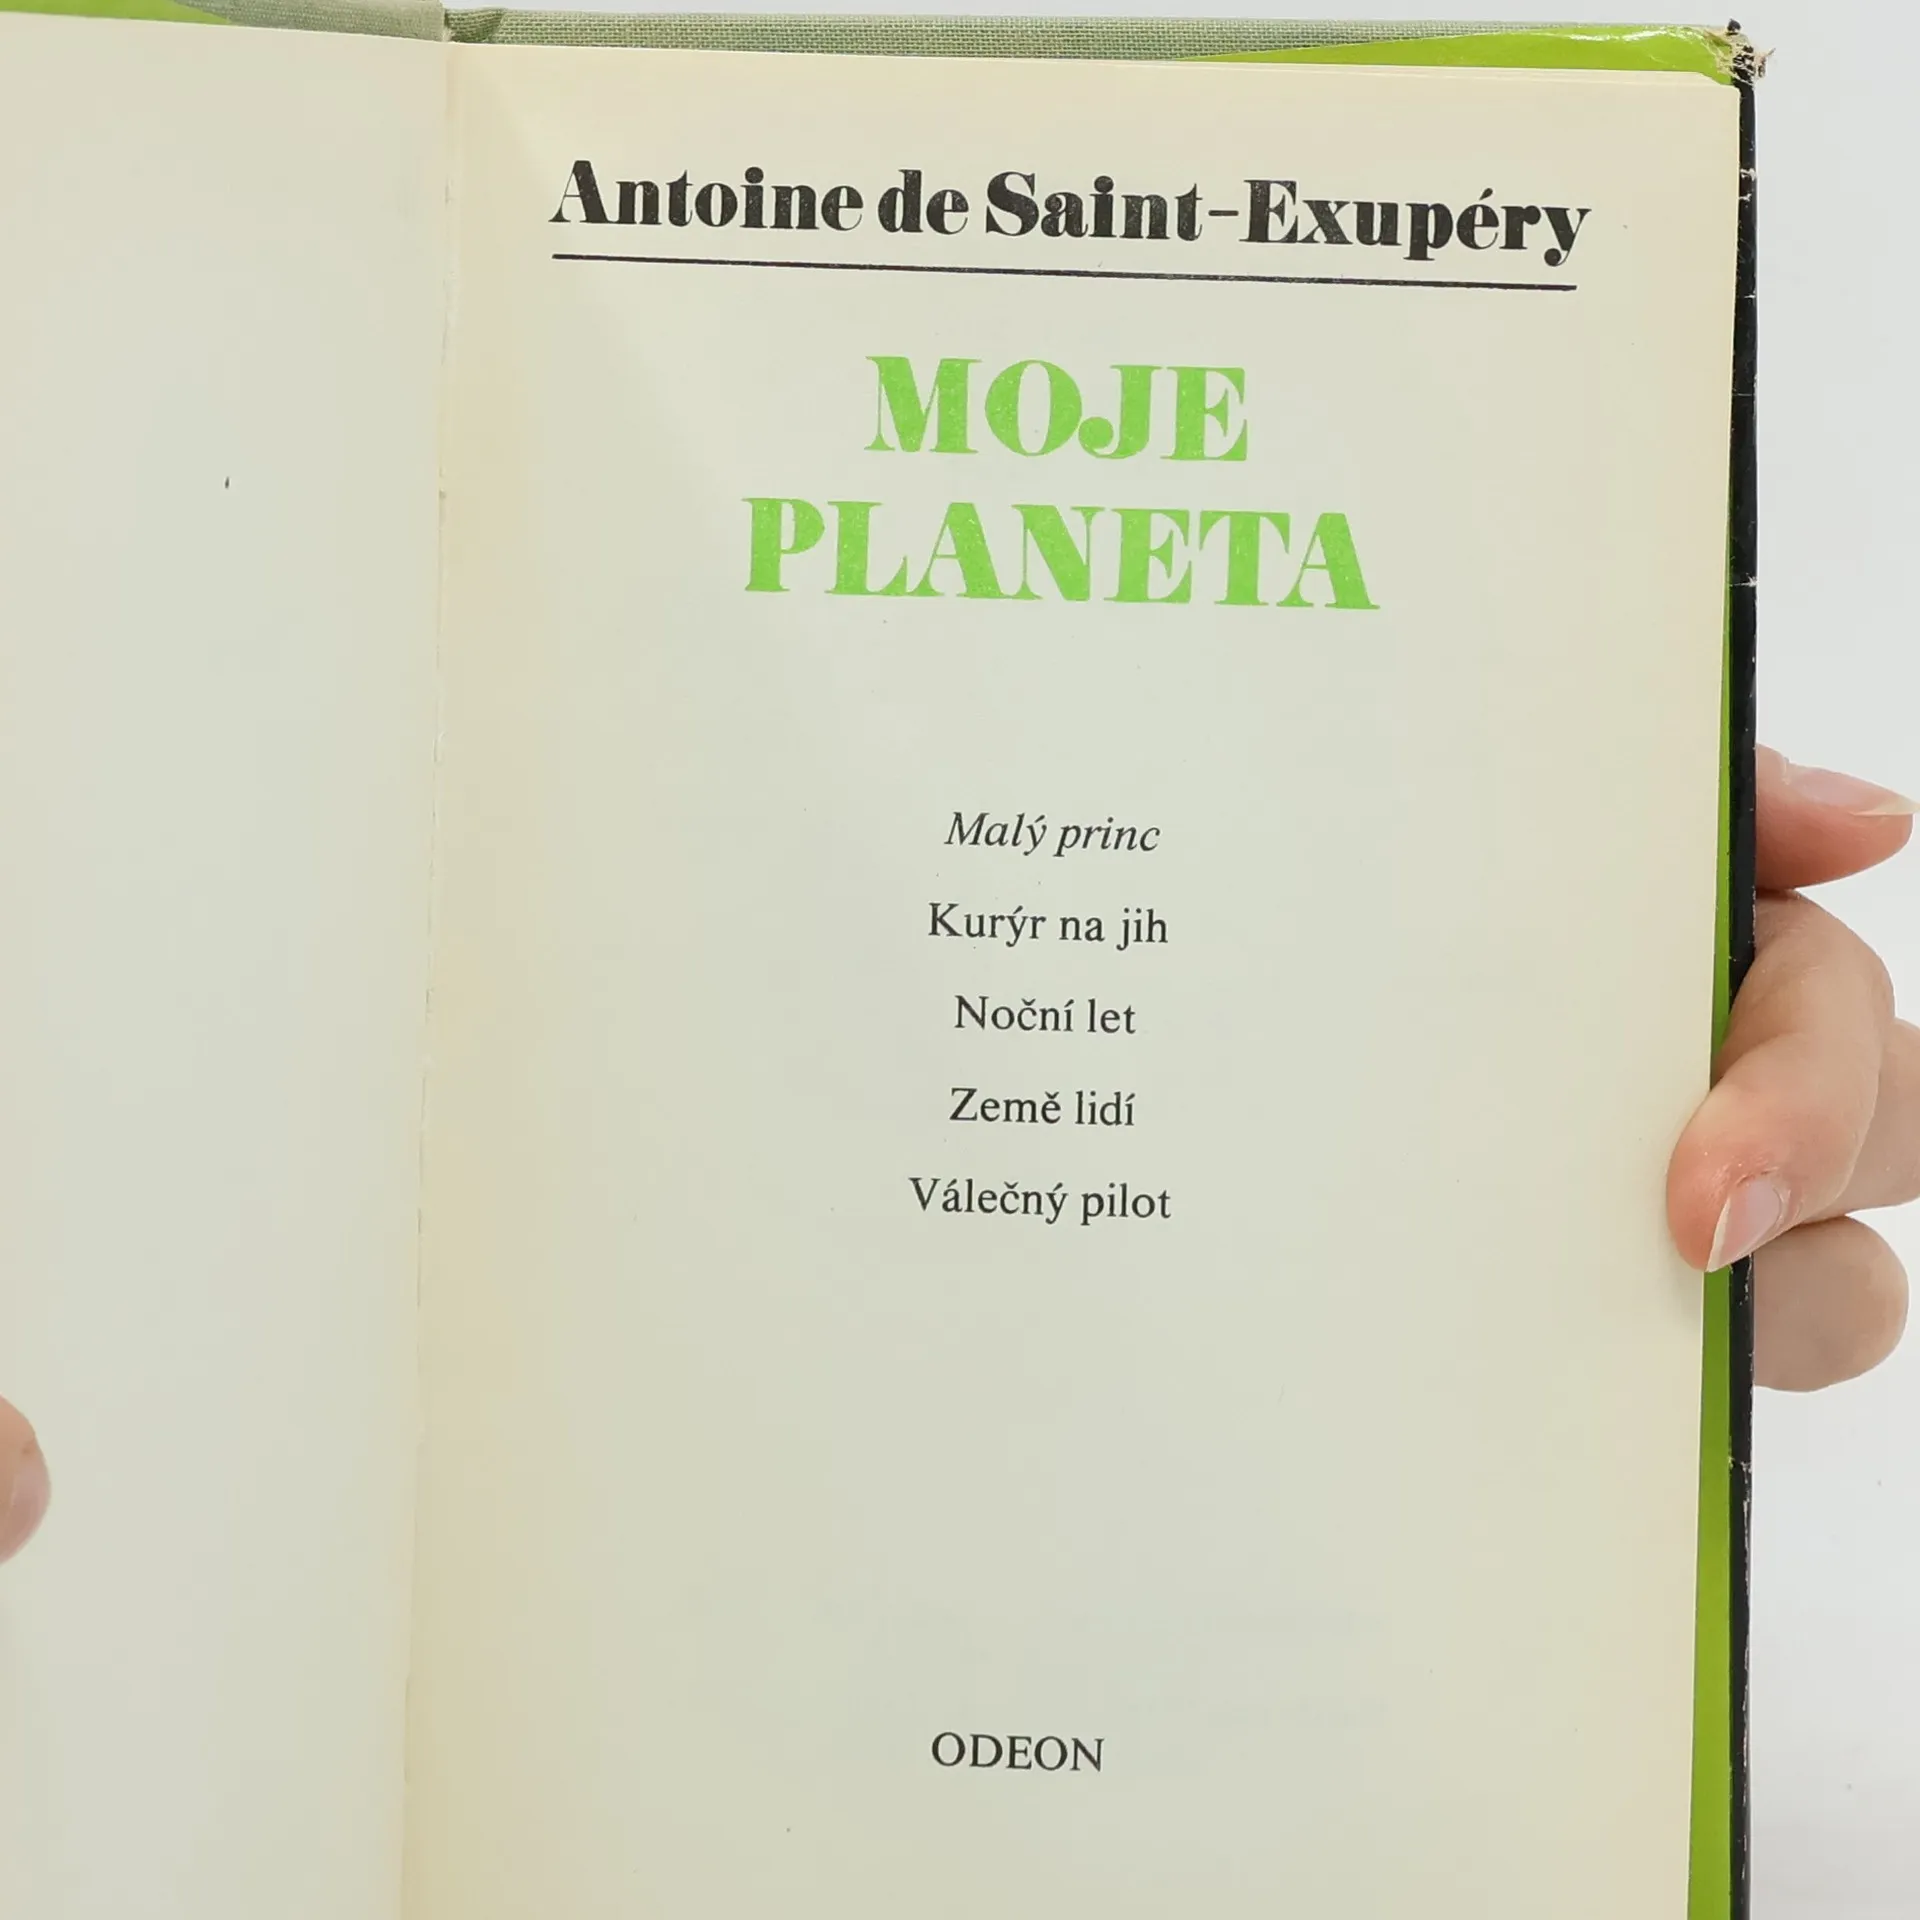 Antoine de Saint-Exupéry
MOJE
PLANETA
Malý princ
Kurýr na jih
Noční let
Země lidí
Válečný pilot
ODEON